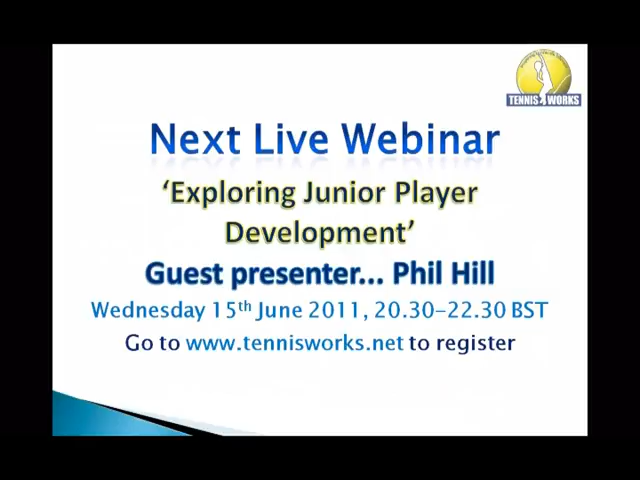 TENNIS WORKS
Next Live Webinar
‘Exploring Junior Player
Development’
Guest presenter... Phil Hill
Wednesday 15th June 2011, 20.30-22.30 BST
Go to www.tennisworks.net to register